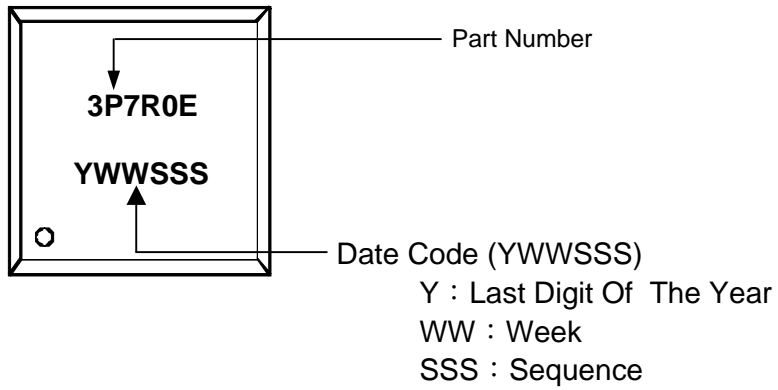 Part Number
3P7R0E
YWWSSS
Date Code (YWWSSS)
Y：Last Digit Of The Year
WW：Week
SSS：Sequence